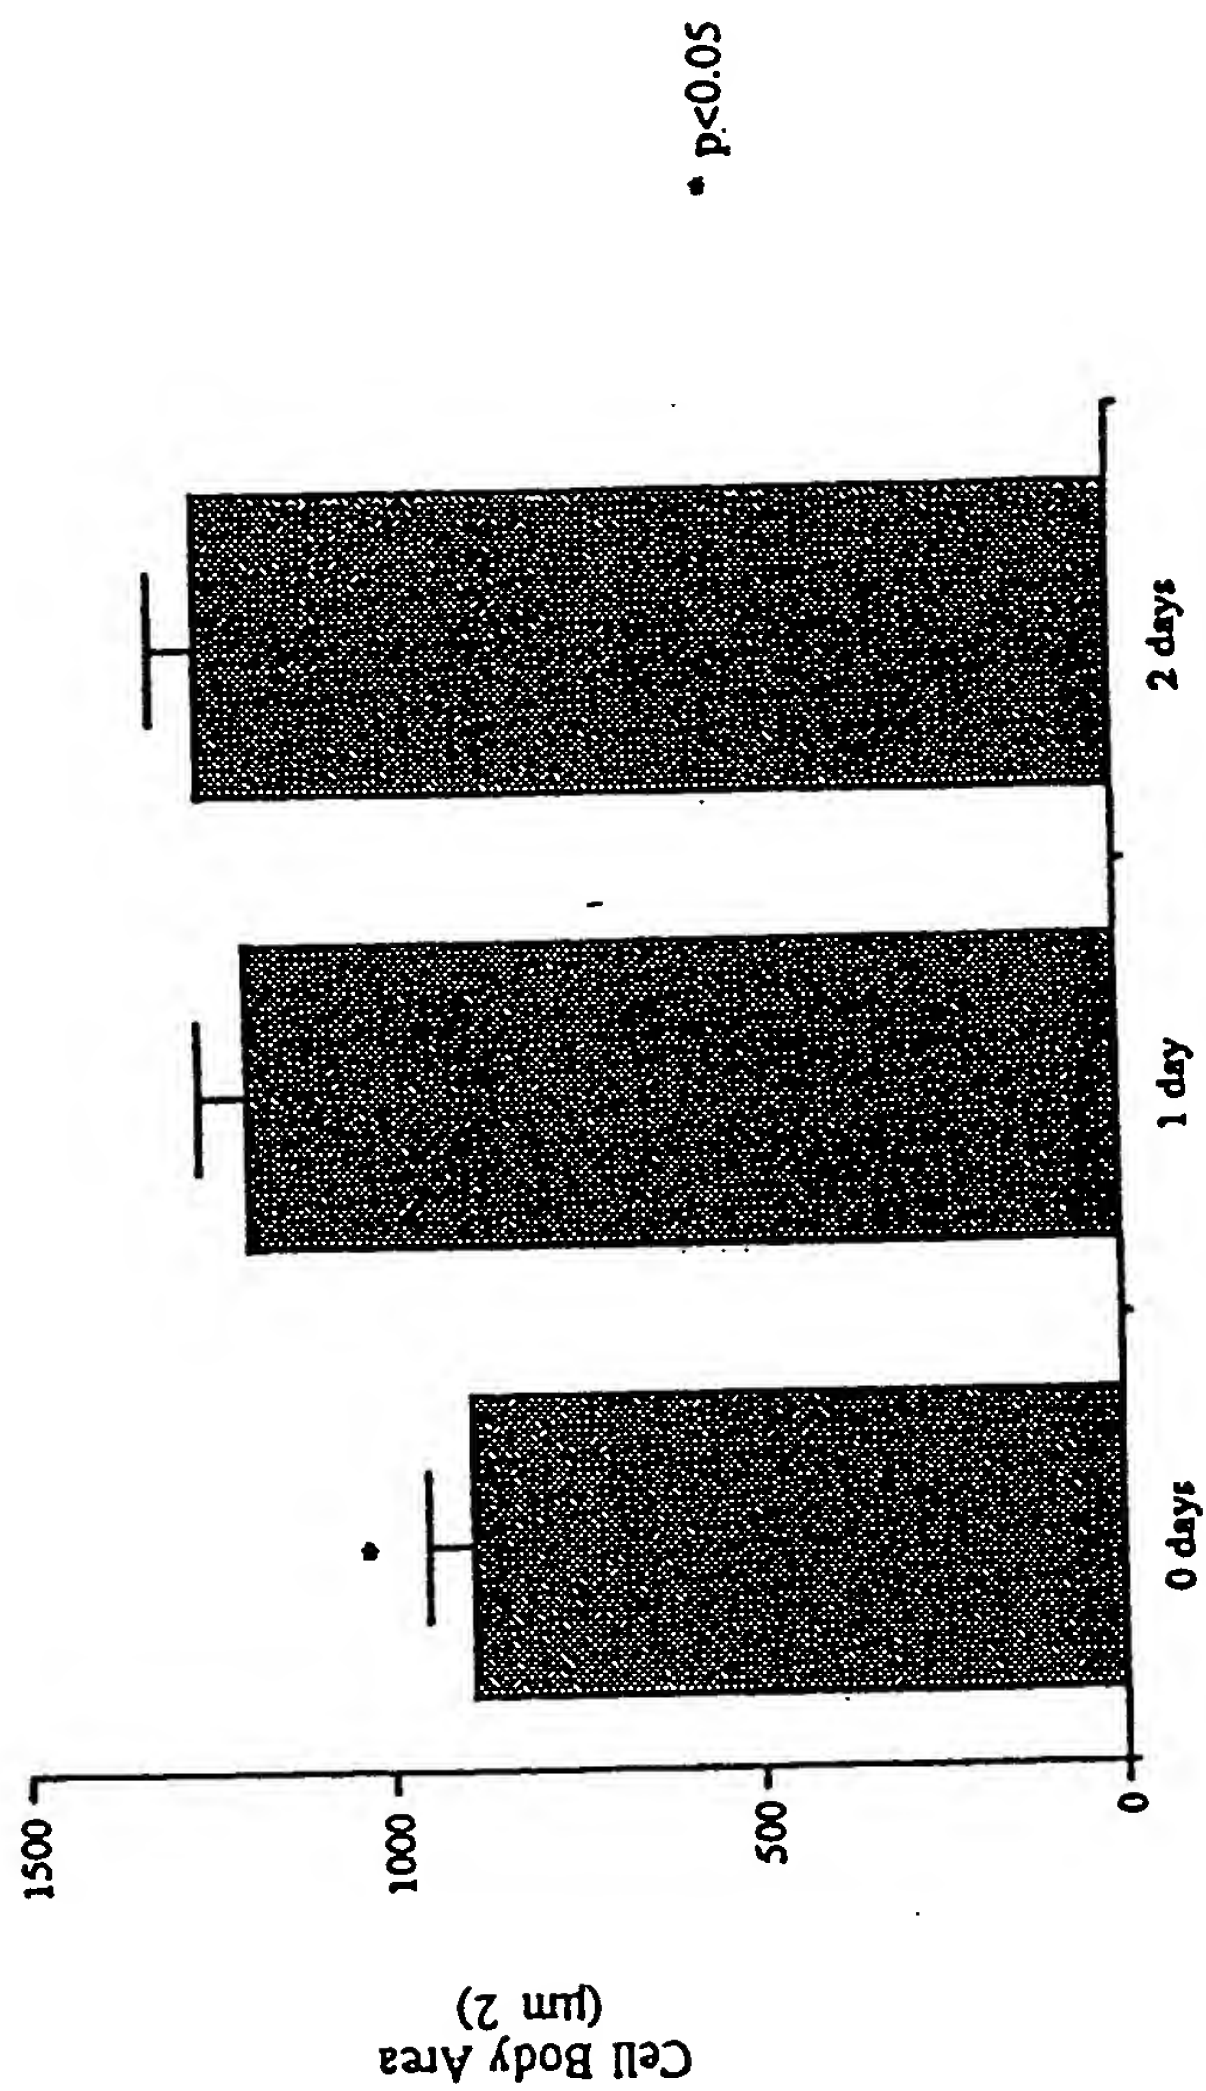 Cell Body Area
(µm 2)
1500
1000
500
0
*
0 days
1 day
2 days
* p<0.05